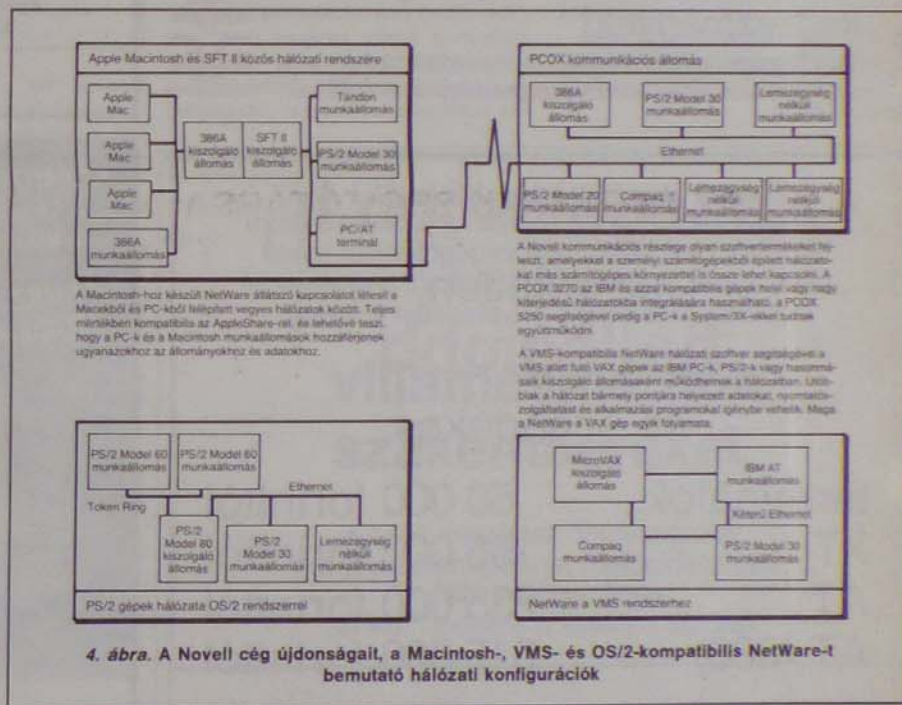 Apple Macintosh és SFT II közös hálózati rendszere
Apple
Mac
Apple
Mac
Apple
Mac
386A
munkaállomás
386A
kiszolgáló
állomás
SFT II
kiszolgáló
állomás
Tandon
munkaállomás
PS/2 Model 30
munkaállomás
PC/AT
terminál
A Macintosh-hoz készült NetWare átlátszó kapcsolatot létesít a
Macekből és PC-kből felépített vegyes hálózatok között. Teljes
mértékben kompatibilis az AppleShare-rel, és lehetővé teszi,
hogy a PC-k és a Macintosh munkaállomások hozzáférjenek
ugyanazokhoz az állományokhoz és adatokhoz.
PCOX kommunikációs állomás
386A
kiszolgáló
állomás
PS/2 Model 30
munkaállomás
Lemezegység
nélküli
munkaállomás
Ethernet
PS/2 Model 20
munkaállomás
Compaq
munkaállomás
Lemezegység
nélküli
munkaállomás
Lemezegység
nélküli
munkaállomás
A Novell kommunikációs részlege olyan szoftvertermékeket fej-
leszt, amelyekkel a személyi számítógépekből épített hálózato-
kat más számítógépes környezettel is össze lehet kapcsolni. A
PCOX 3270 az IBM és azzal kompatibilis gépek helyi vagy nagy
kiterjedésű hálózatokba integrálására használható, a PCOX
5250 segítségével pedig a PC-k a System/3X-ekkel tudnak
együttműködni.
A VMS-kompatibilis NetWare hálózati szoftver segítségével a
VMS alatt futó VAX gépek az IBM PC-k, PS/2-k vagy hasonmá-
saik kiszolgáló állomásaként működhetnek a hálózatban. Utób-
biak a hálózat bármely pontjára helyezett adatokat, nyomtatás-
szolgáltatást és alkalmazási programokat igénybe vehetik. Maga
a NetWare a VAX gép egyik folyamata.
PS/2 Model 60
munkaállomás
PS/2 Model 60
munkaállomás
Token Ring
Ethernet
PS/2
Model 80
kiszolgáló
állomás
PS/2
Model 30
munkaállomás
Lemezegység
nélküli
munkaállomás
PS/2 gépek hálózata OS/2 rendszerrel
MicroVAX
kiszolgáló
állomás
IBM AT
munkaállomás
Kéterű Ethernet
Compaq
munkaállomás
PS/2 Model 30
munkaállomás
NetWare a VMS rendszerhez
4. ábra. A Novell cég újdonságait, a Macintosh-, VMS- és OS/2-kompatibilis NetWare-t
bemutató hálózati konfigurációk